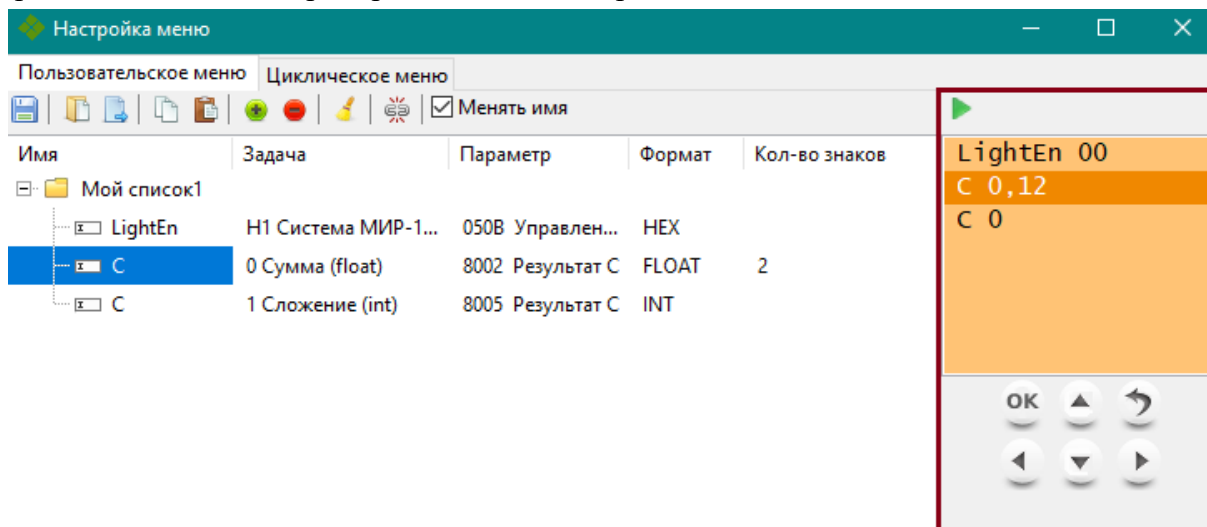 Настройка меню
Пользовательское меню Циклическое меню
Менять имя
Имя Задача Параметр Формат Кол-во знаков
Мой список1
LightEn H1 Система МИР-1... 050B Управлен... HEX
C 0 Сумма (float) 8002 Результат C FLOAT 2
C 1 Сложение (int) 8005 Результат C INT
LightEn 00
C 0,12
C 0
OK